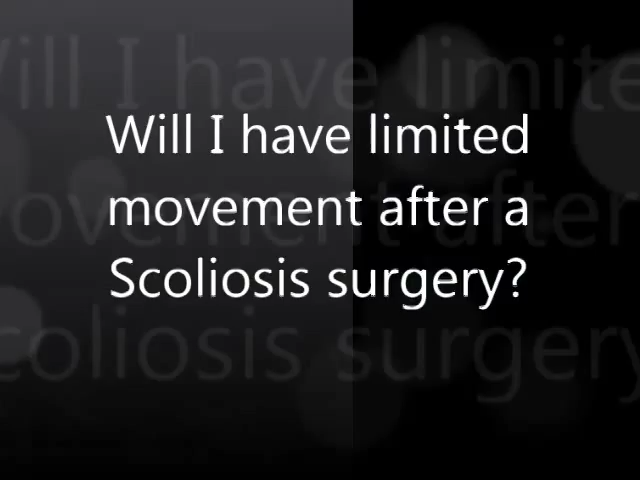 Will I have limited
movement after a
Scoliosis surgery?